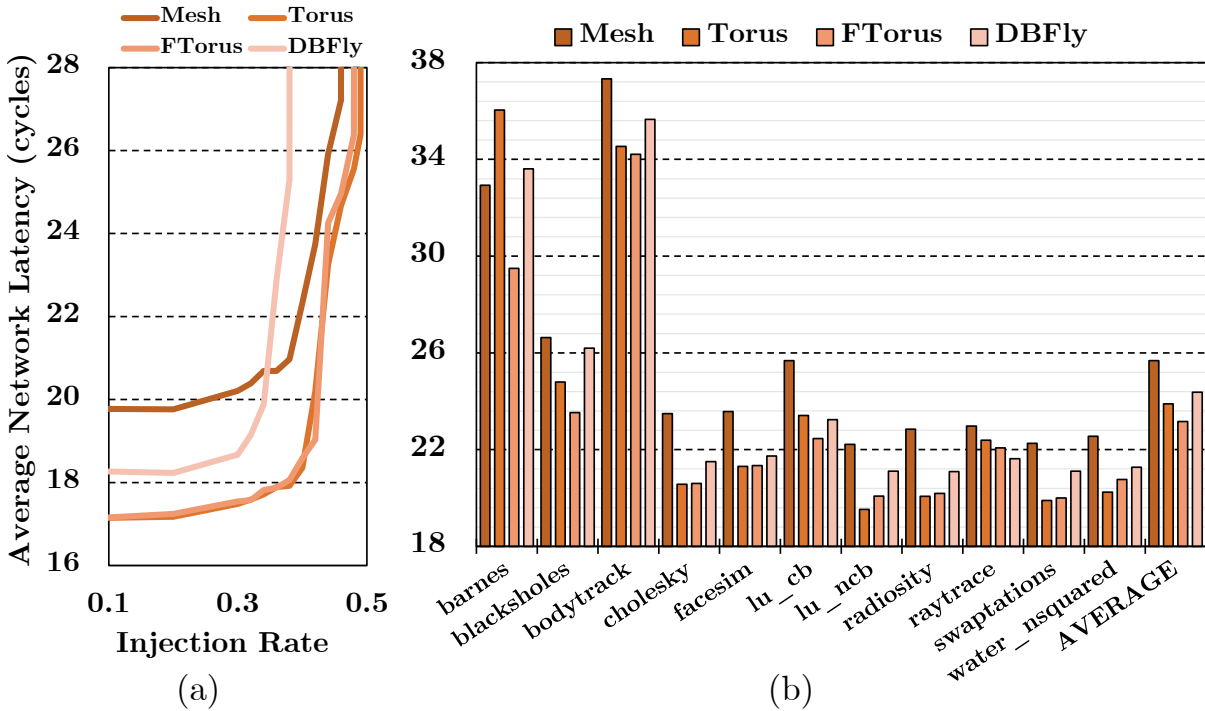 Mesh Torus
FTorus DBFly
Average Network Latency (cycles)
28
26
24
22
20
18
16
0.1 0.3 0.5
Injection Rate
(a)
Mesh Torus FTorus DBFly
38
34
30
26
22
18
barnes
blacksholes
bodytrack
cholesky
facesim
lu_cb
lu_ncb
radiosity
raytrace
swaptations
water_nsquared
AVERAGE
(b)